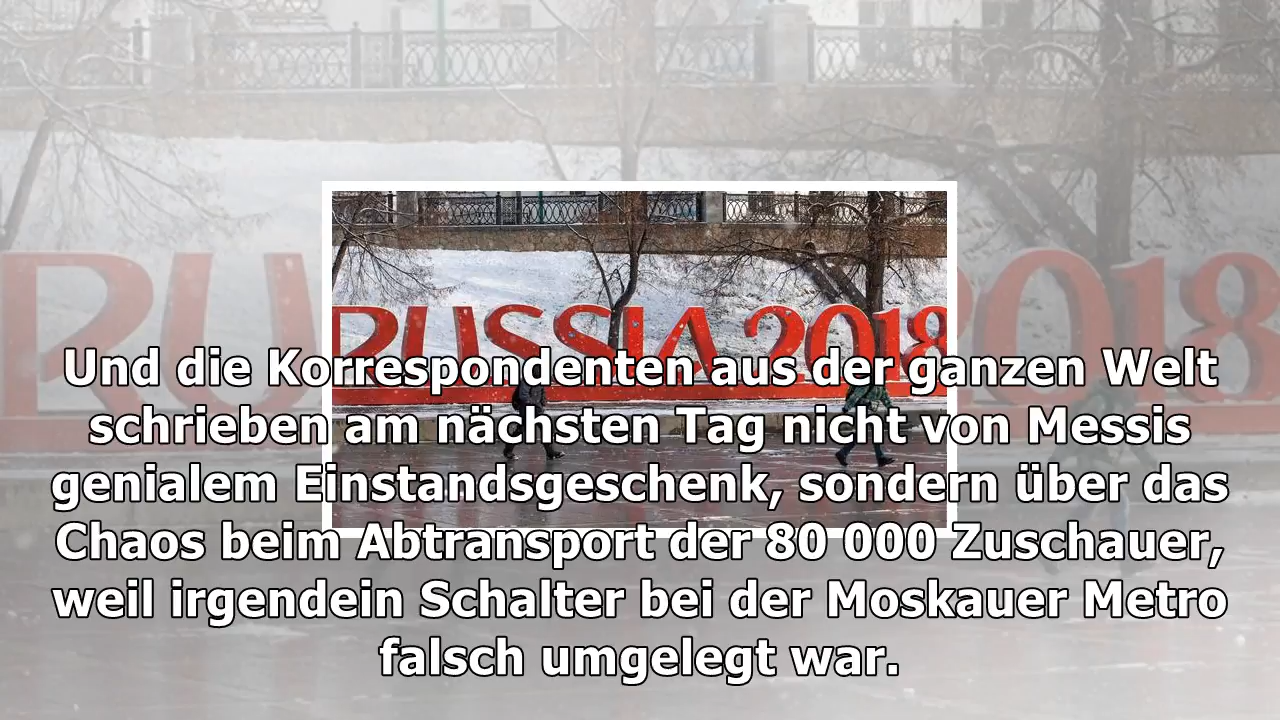 RUSSIA 2018
Und die Korrespondenten aus der ganzen Welt
schrieben am nächsten Tag nicht von Messis
genialem Einstandsgeschenk, sondern über das
Chaos beim Abtransport der 80 000 Zuschauer,
weil irgendein Schalter bei der Moskauer Metro
falsch umgelegt war.